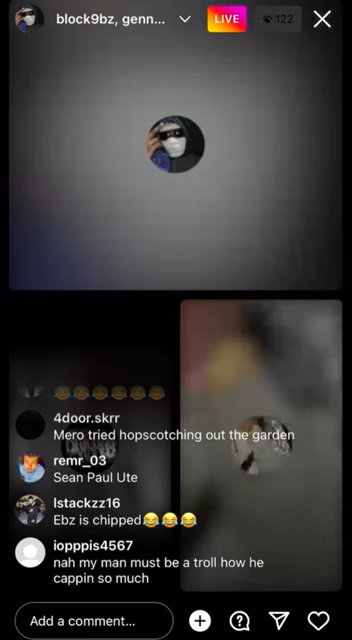 block9bz, genn...
LIVE
122
😂😂😂😂😂😂
4door.skrr
Mero tried hopscotching out the garden
remr_03
Sean Paul Ute
lstackzz16
Ebz is chipped😂😂😂
iopppis4567
nah my man must be a troll how he
cappin so much
Add a comment...